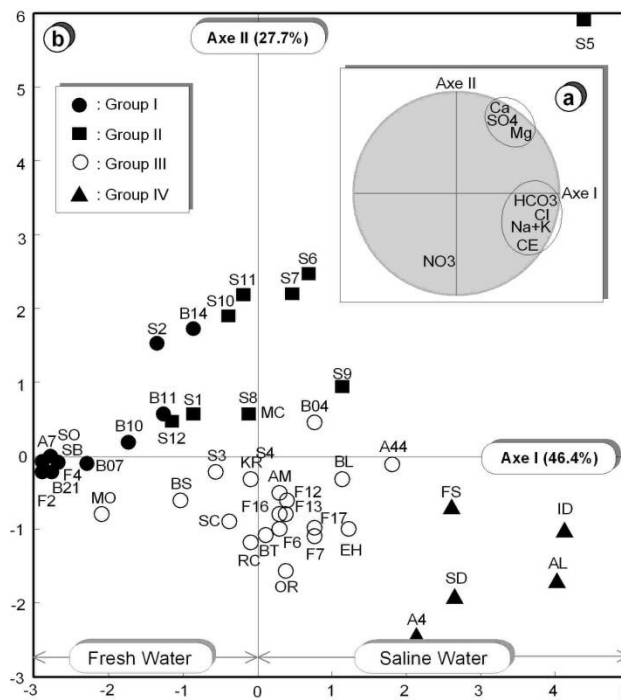 6
b
Axe II (27.7%)
S5
: Group I
: Group II
: Group III
: Group IV
a
Axe II
Ca
SO4
Mg
Axe I
HCO3
Cl
Na+K
CE
NO3
5
4
3
2
1
0
-1
-2
-3
S6
S11
S7
S10
B14
S2
S9
B11
S1
S8
MC
B04
B10
S12
A7
SO
SB
F4
B07
F2
B21
MO
BS
S3
S4
KR
AM
BL
A44
Axe I (46.4%)
F12
F16
F13
SC
F17
RC
BT
F6
F7
EH
OR
FS
ID
SD
AL
A4
Fresh Water
Saline Water
-3
-2
-1
0
1
2
3
4